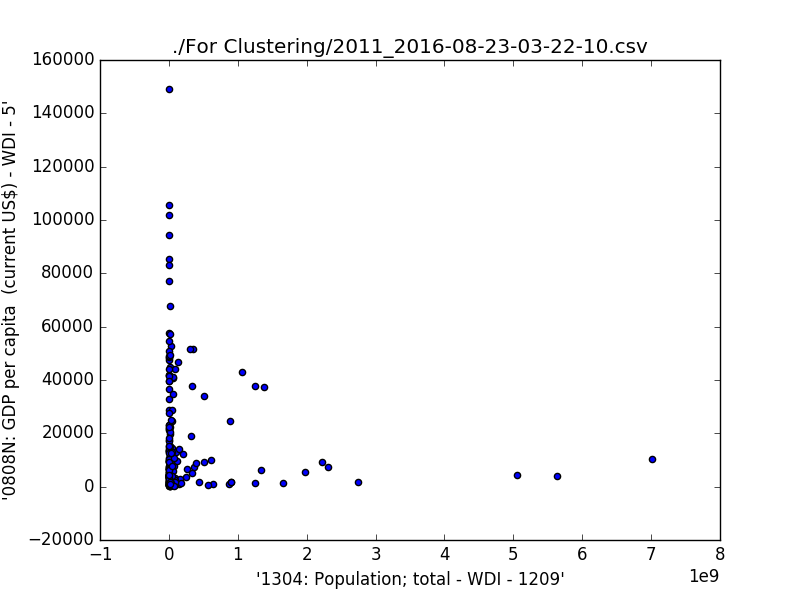 ./For Clustering/2011_2016-08-23-03-22-10.csv
160000
140000
120000
100000
80000
60000
40000
20000
0
−20000
'0808N: GDP per capita  (current US$) - WDI - 5'
−1 0 1 2 3 4 5 6 7 8
1e9
'1304: Population; total - WDI - 1209'